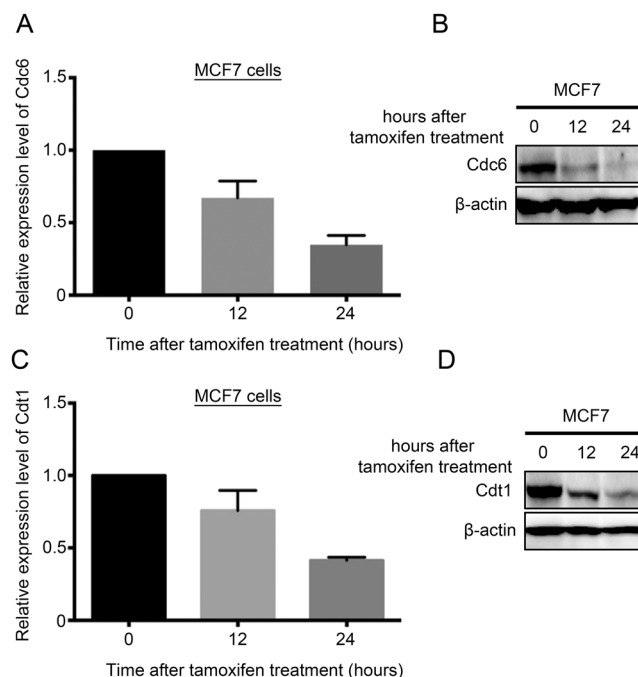 A
MCF7 cells
Relative expression level of Cdc6
1.5
1.0
0.5
0
0 12 24
Time after tamoxifen treatment (hours)
B
MCF7
hours after
tamoxifen treatment
0 12 24
Cdc6
β-actin
C
MCF7 cells
Relative expression level of Cdt1
1.5
1.0
0.5
0
0 12 24
Time after tamoxifen treatment (hours)
D
MCF7
hours after
tamoxifen treatment
0 12 24
Cdt1
β-actin